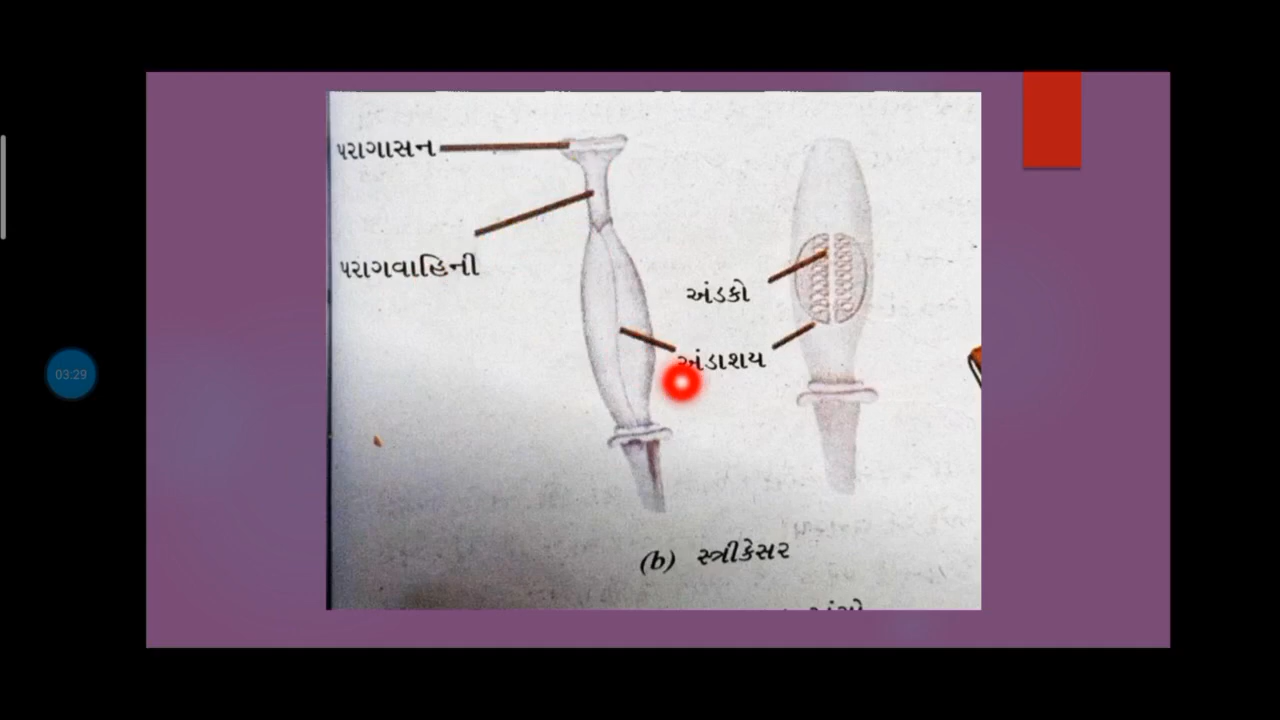 પરાગાસન
પરાગવાહિની
અંડકો
અંડાશય
(b) સ્ત્રીકેસર
03:29